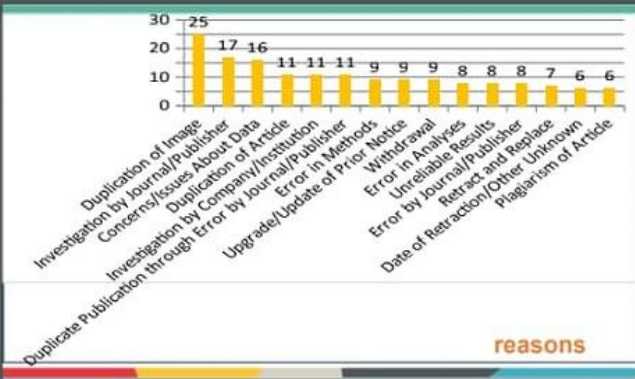 30
20
10
0
25
17
16
11
11
11
9
9
9
8
8
8
7
6
6
Duplication of Image
Investigation by Journal/Publisher
Concerns/Issues About Data
Duplication of Article
Investigation by Company/Institution
Duplicate Publication through Error by Journal/Publisher
Error in Methods
Upgrade/Update of Prior Notice
Withdrawal
Error in Analyses
Unreliable Results
Error by Journal/Publisher
Retract and Replace
Date of Retraction/Other Unknown
Plagiarism of Article
reasons